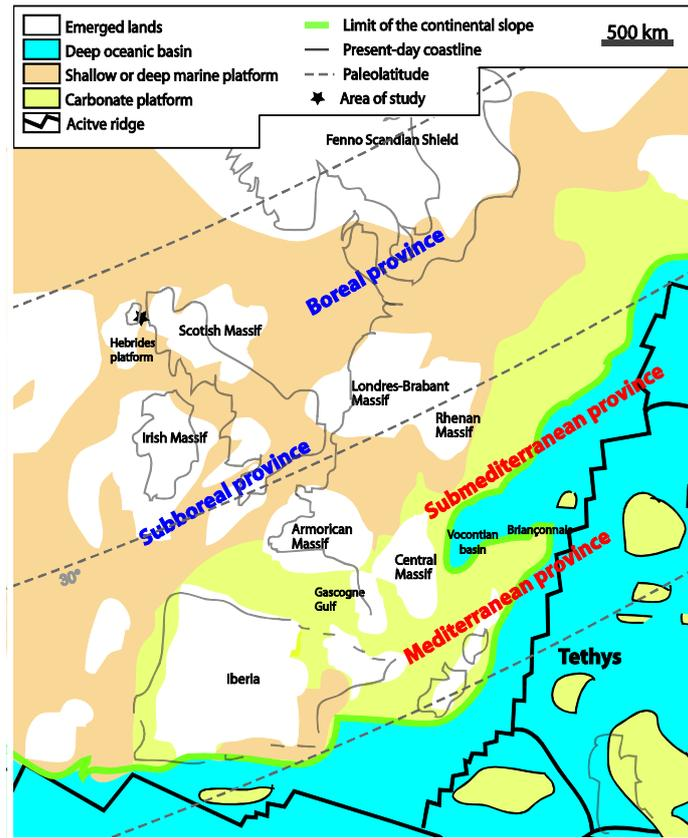 Emerged lands
Deep oceanic basin
Shallow or deep marine platform
Carbonate platform
Acitve ridge
Limit of the continental slope
Present-day coastline
Paleolatitude
Area of study
500 km
Fenno Scandian Shield
Boreal province
Scotish Massif
Hebrides
platform
Londres-Brabant
Massif
Rhenan
Massif
Irish Massif
Submediterranean province
Subboreal province
Armorican
Massif
Vocontian
basin
Briançonnais
Central
Massif
30°
Gascogne
Gulf
Mediterranean province
Tethys
Iberia